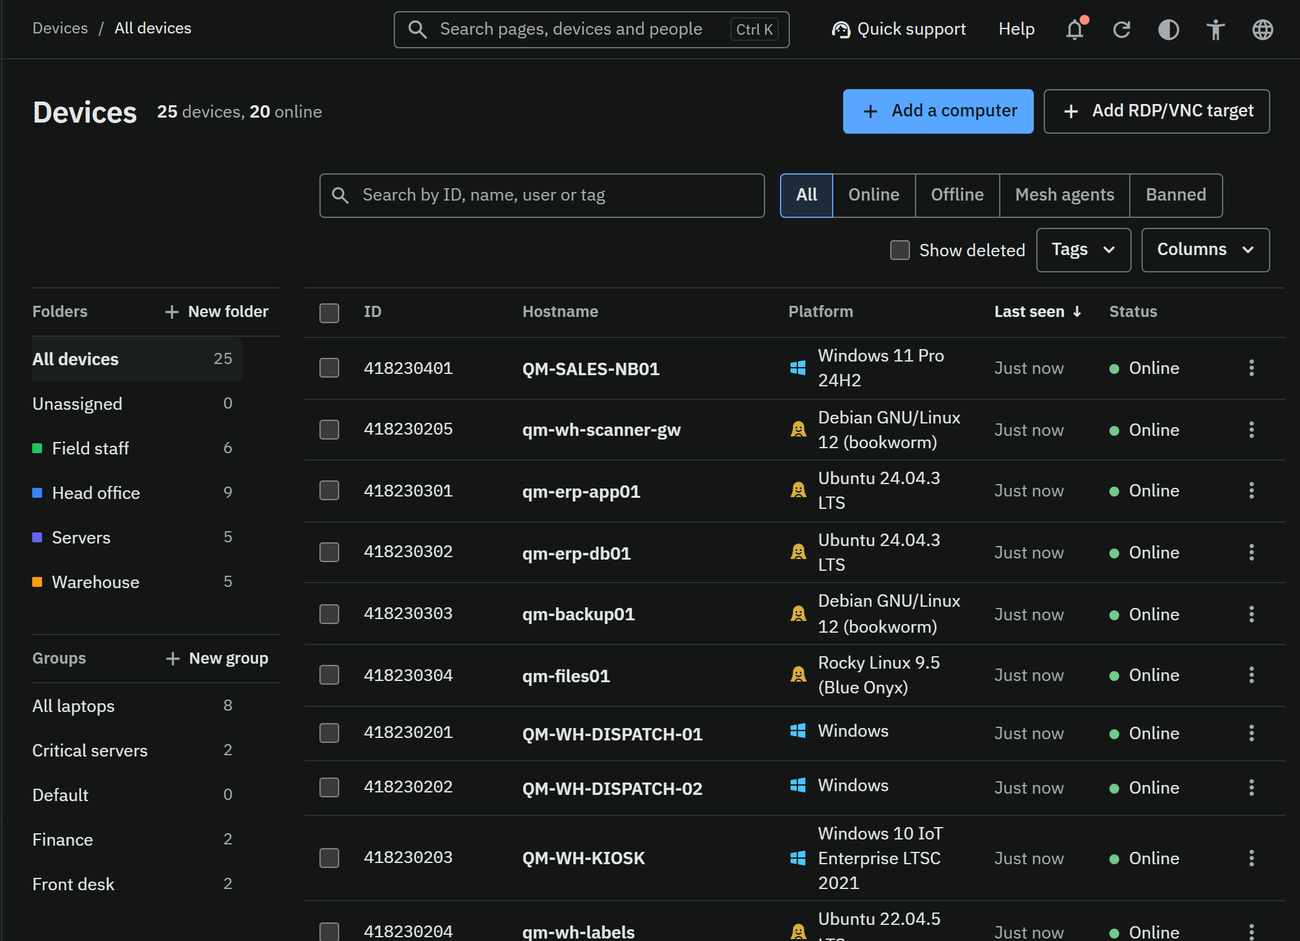 Devices / All devices
Search pages, devices and people
Ctrl K
Quick support
Help
Devices
25 devices, 20 online
+ Add a computer
+ Add RDP/VNC target
Search by ID, name, user or tag
All
Online
Offline
Mesh agents
Banned
Show deleted
Tags
Columns
Folders
+ New folder
All devices 25
Unassigned 0
Field staff 6
Head office 9
Servers 5
Warehouse 5
Groups
+ New group
All laptops 8
Critical servers 2
Default 0
Finance 2
Front desk 2
ID Hostname Platform Last seen ↓ Status
418230401 QM-SALES-NB01 Windows 11 Pro
24H2 Just now Online
418230205 qm-wh-scanner-gw Debian GNU/Linux
12 (bookworm) Just now Online
418230301 qm-erp-app01 Ubuntu 24.04.3
LTS Just now Online
418230302 qm-erp-db01 Ubuntu 24.04.3
LTS Just now Online
418230303 qm-backup01 Debian GNU/Linux
12 (bookworm) Just now Online
418230304 qm-files01 Rocky Linux 9.5
(Blue Onyx) Just now Online
418230201 QM-WH-DISPATCH-01 Windows Just now Online
418230202 QM-WH-DISPATCH-02 Windows Just now Online
418230203 QM-WH-KIOSK Windows 10 IoT
Enterprise LTSC
2021 Just now Online
418230204 qm-wh-labels Ubuntu 22.04.5
Just now Online